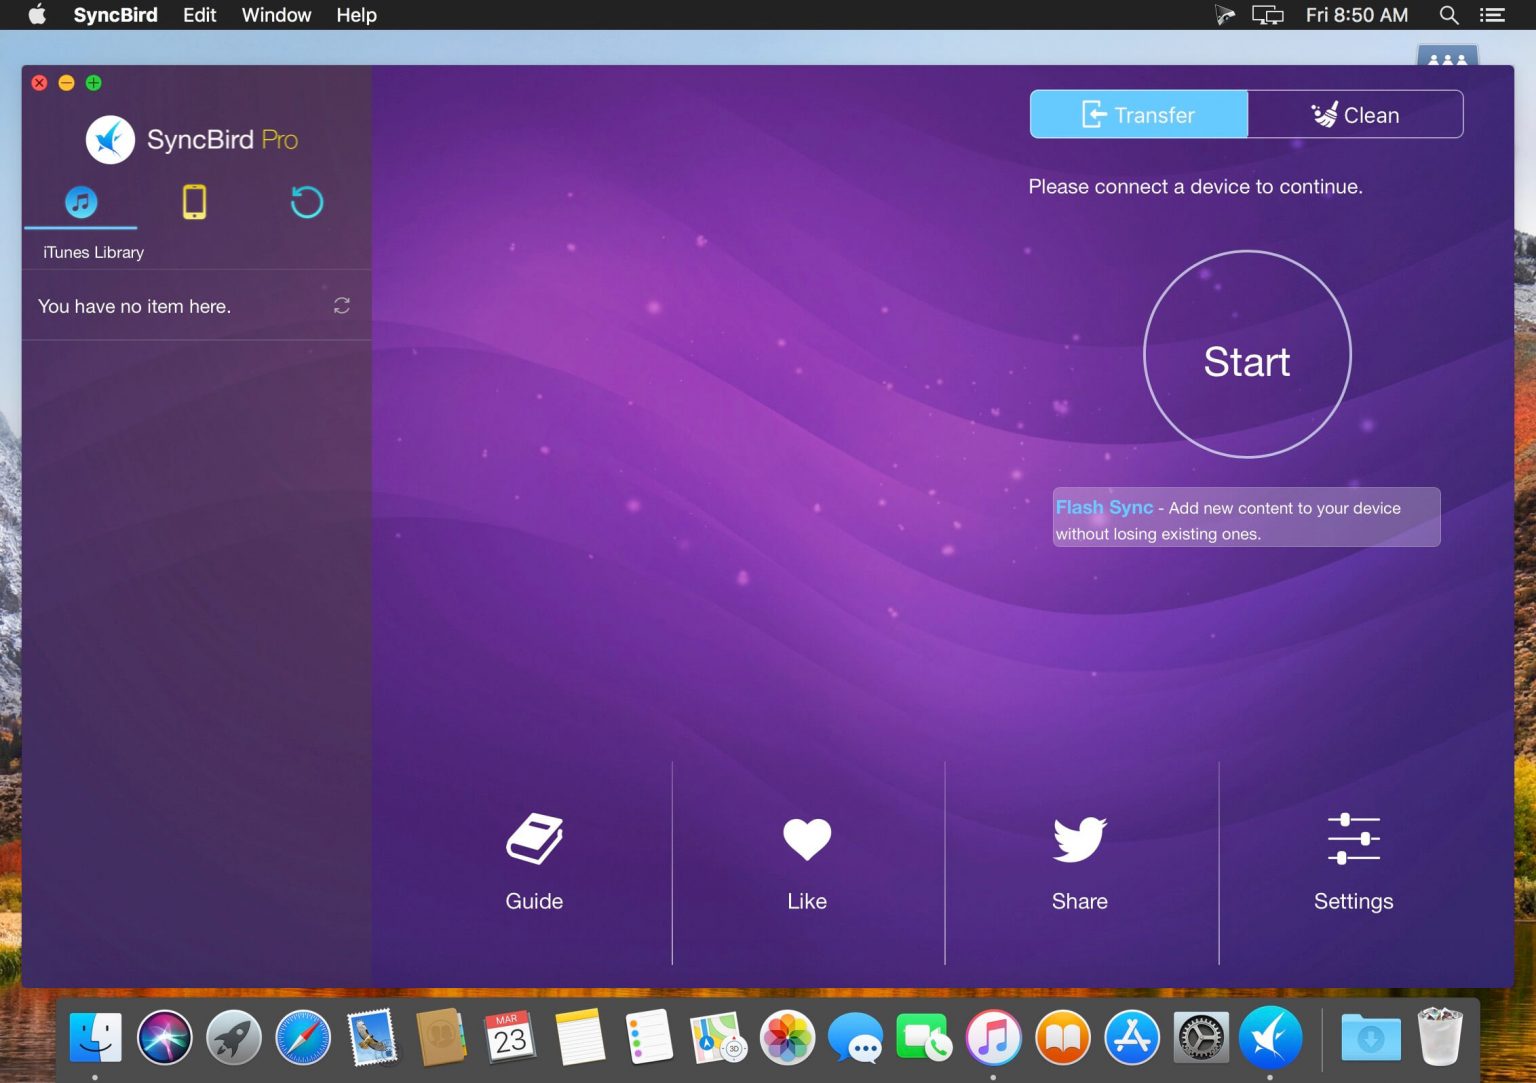 SyncBird Edit Window Help Fri 8:50 AM
SyncBird Pro
Transfer Clean
Please connect a device to continue.
iTunes Library
You have no item here.
Start
Flash Sync - Add new content to your device
without losing existing ones.
Guide Like Share Settings
MAR
23
3D